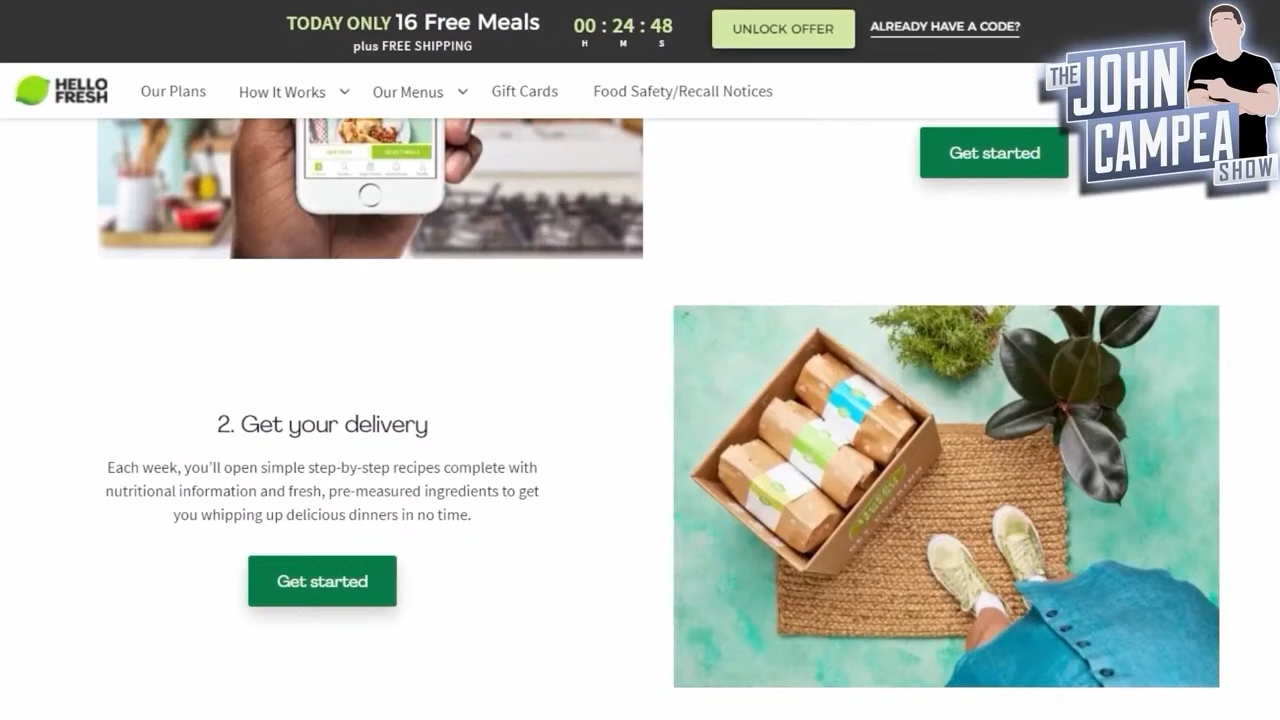 TODAY ONLY 16 Free Meals
plus FREE SHIPPING
00 : 24 : 48
H M S
UNLOCK OFFER
ALREADY HAVE A CODE?
THE
JOHN
CAMPEA
SHOW
HELLO
FRESH
Our Plans
How It Works
Our Menus
Gift Cards
Food Safety/Recall Notices
Get started
2. Get your delivery
Each week, you'll open simple step-by-step recipes complete with
nutritional information and fresh, pre-measured ingredients to get
you whipping up delicious dinners in no time.
Get started